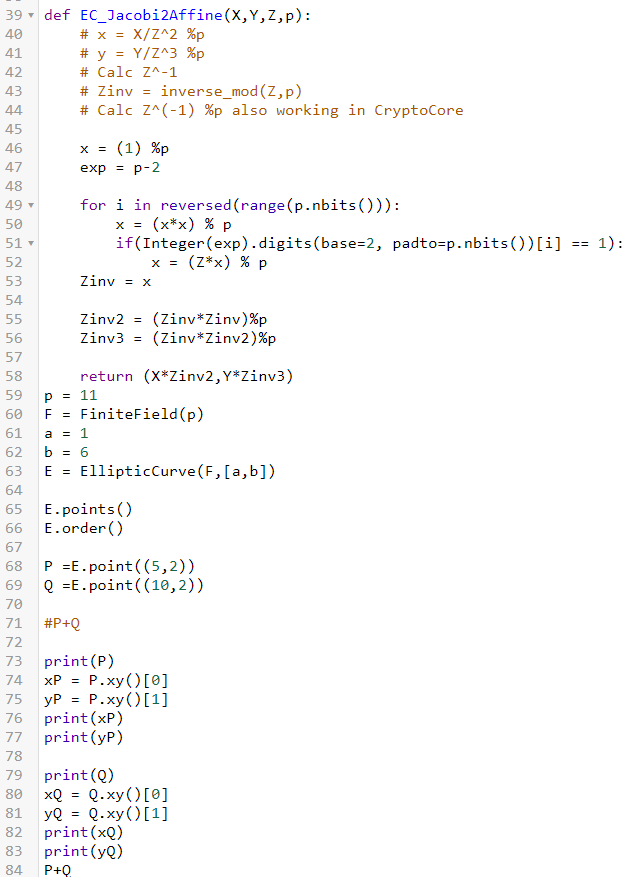 39 def EC_Jacobi2Affine(X,Y,Z,p):
40     # x = X/Z^2 %p
41     # y = Y/Z^3 %p
42     # Calc Z^-1
43     # Zinv = inverse_mod(Z,p)
44     # Calc Z^(-1) %p also working in CryptoCore
45
46     x = (1) %p
47     exp = p-2
48
49     for i in reversed(range(p.nbits())):
50         x = (x*x) % p
51         if(Integer(exp).digits(base=2, padto=p.nbits())[i] == 1):
52             x = (Z*x) % p
53     Zinv = x
54
55     Zinv2 = (Zinv*Zinv)%p
56     Zinv3 = (Zinv*Zinv2)%p
57
58     return (X*Zinv2,Y*Zinv3)
59 p = 11
60 F = FiniteField(p)
61 a = 1
62 b = 6
63 E = EllipticCurve(F,[a,b])
64
65 E.points()
66 E.order()
67
68 P =E.point((5,2))
69 Q =E.point((10,2))
70
71 #P+Q
72
73 print(P)
74 xP = P.xy()[0]
75 yP = P.xy()[1]
76 print(xP)
77 print(yP)
78
79 print(Q)
80 xQ = Q.xy()[0]
81 yQ = Q.xy()[1]
82 print(xQ)
83 print(yQ)
84 P+Q